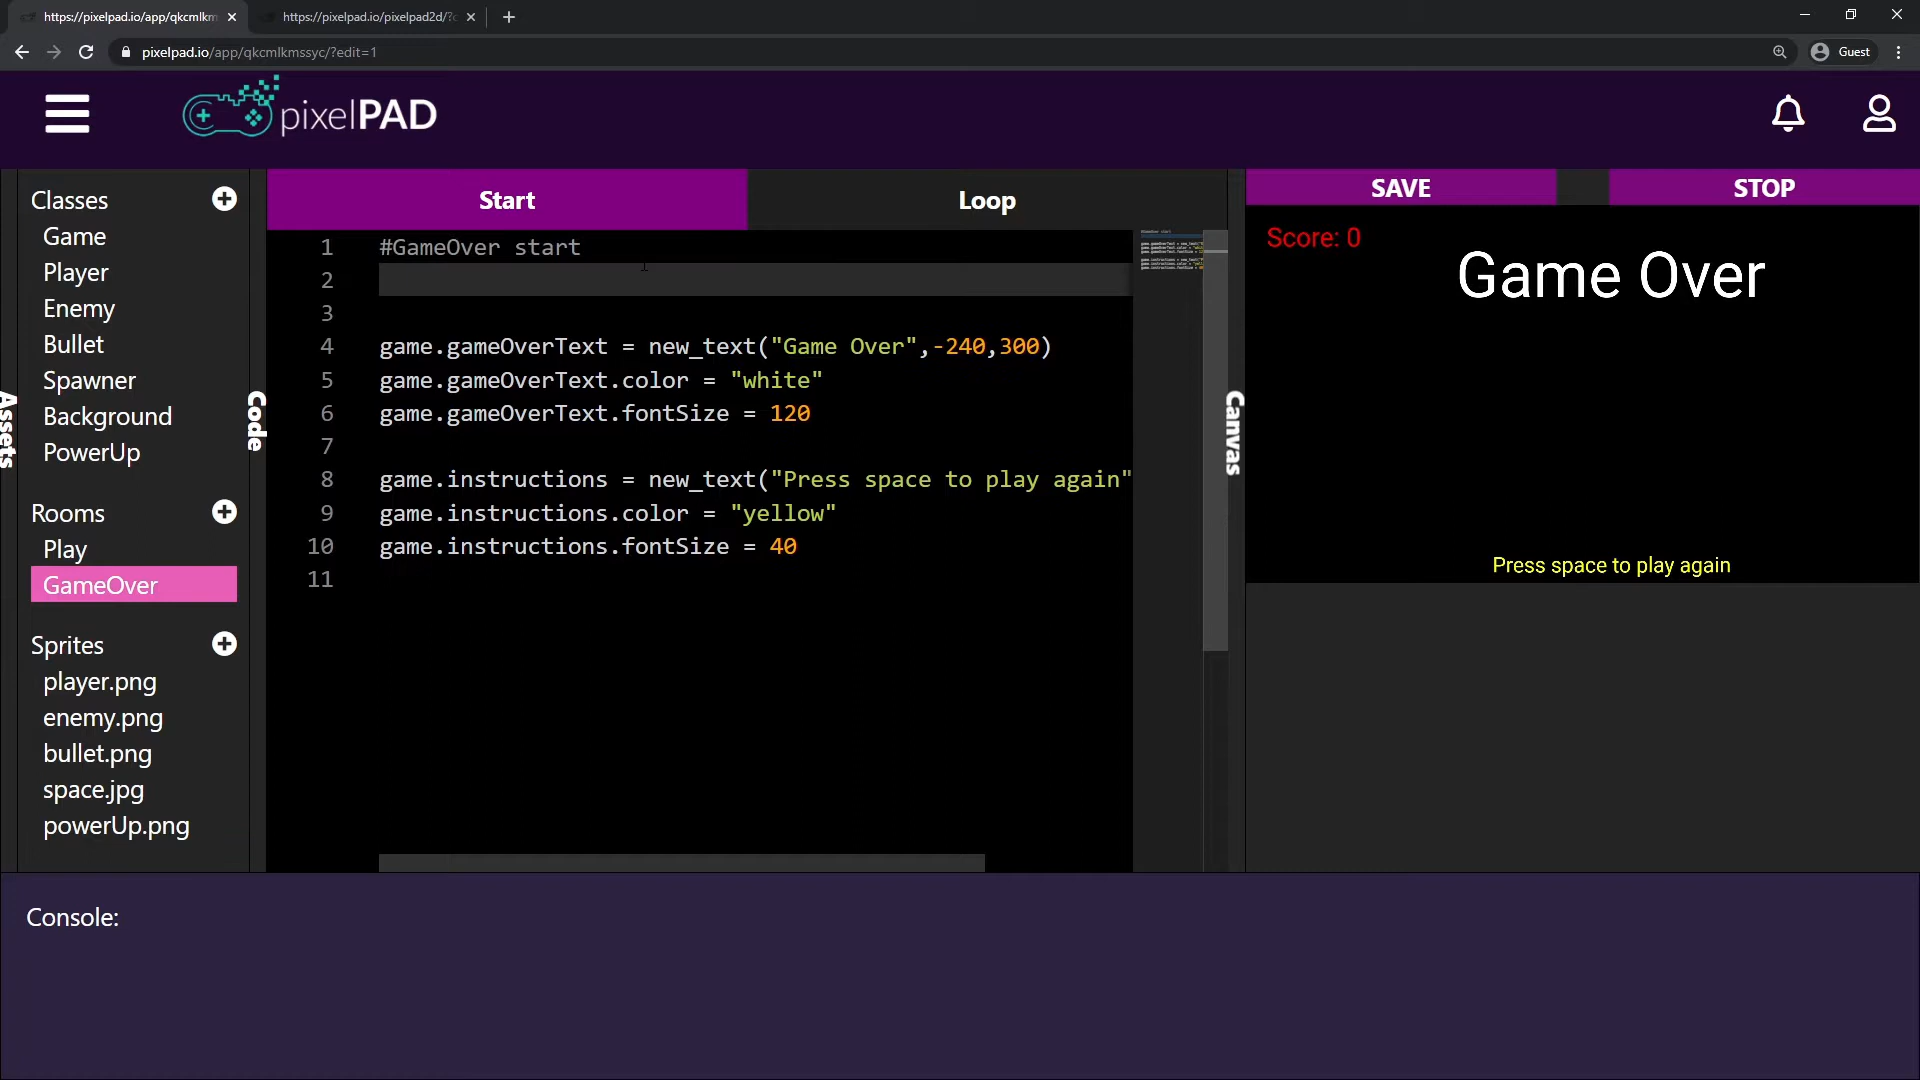 https://pixelpad.io/app/qkcmlkm
https://pixelpad.io/pixelpad2d/?c
pixelpad.io/app/qkcmlkmssyc/?edit=1
Guest
pixelPAD
Assets
Classes
Game
Player
Enemy
Bullet
Spawner
Background
PowerUp
Rooms
Play
GameOver
Sprites
player.png
enemy.png
bullet.png
space.jpg
powerUp.png
Code
Start
Loop
1 #GameOver start
2
3
4 game.gameOverText = new_text("Game Over",-240,300)
5 game.gameOverText.color = "white"
6 game.gameOverText.fontSize = 120
7
8 game.instructions = new_text("Press space to play again"
9 game.instructions.color = "yellow"
10 game.instructions.fontSize = 40
11
Canvas
SAVE
STOP
Score: 0
Game Over
Press space to play again
Console: